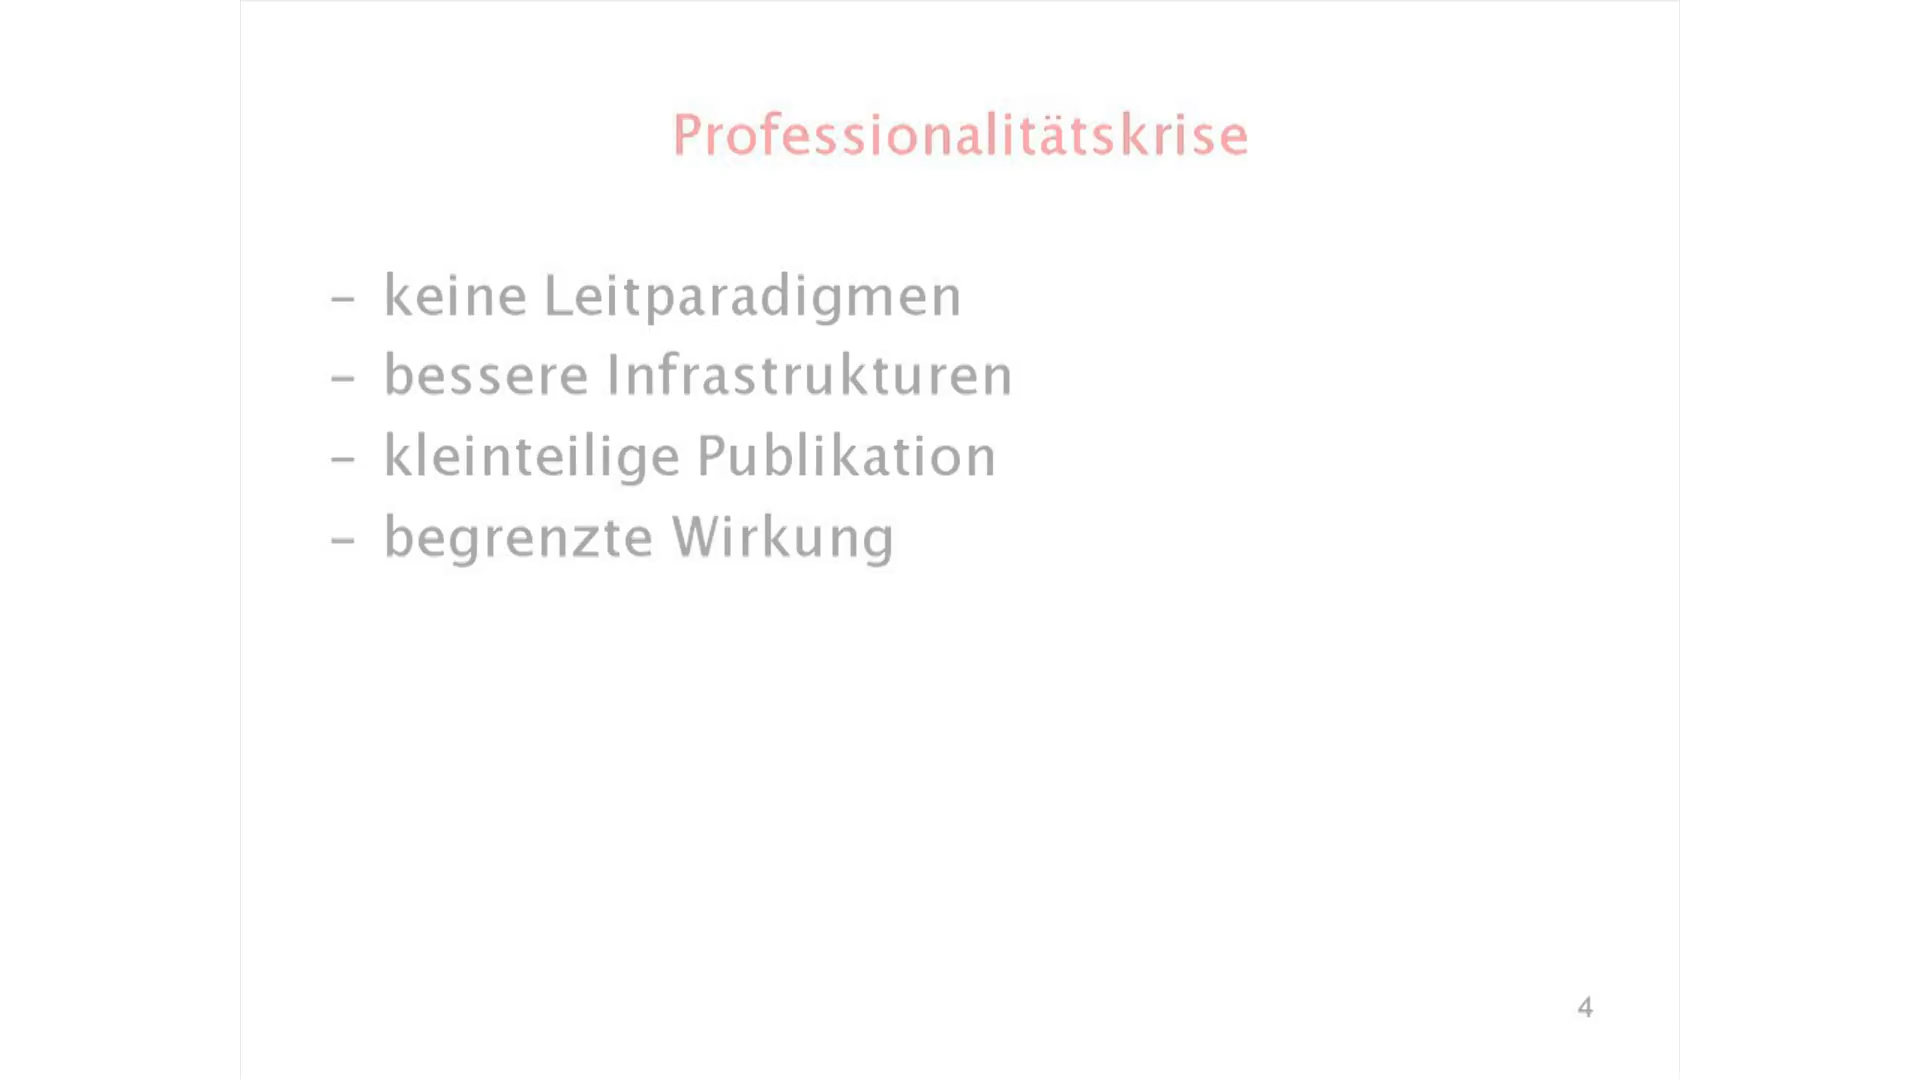 Professionalitätskrise
– keine Leitparadigmen
– bessere Infrastrukturen
– kleinteilige Publikation
– begrenzte Wirkung
4